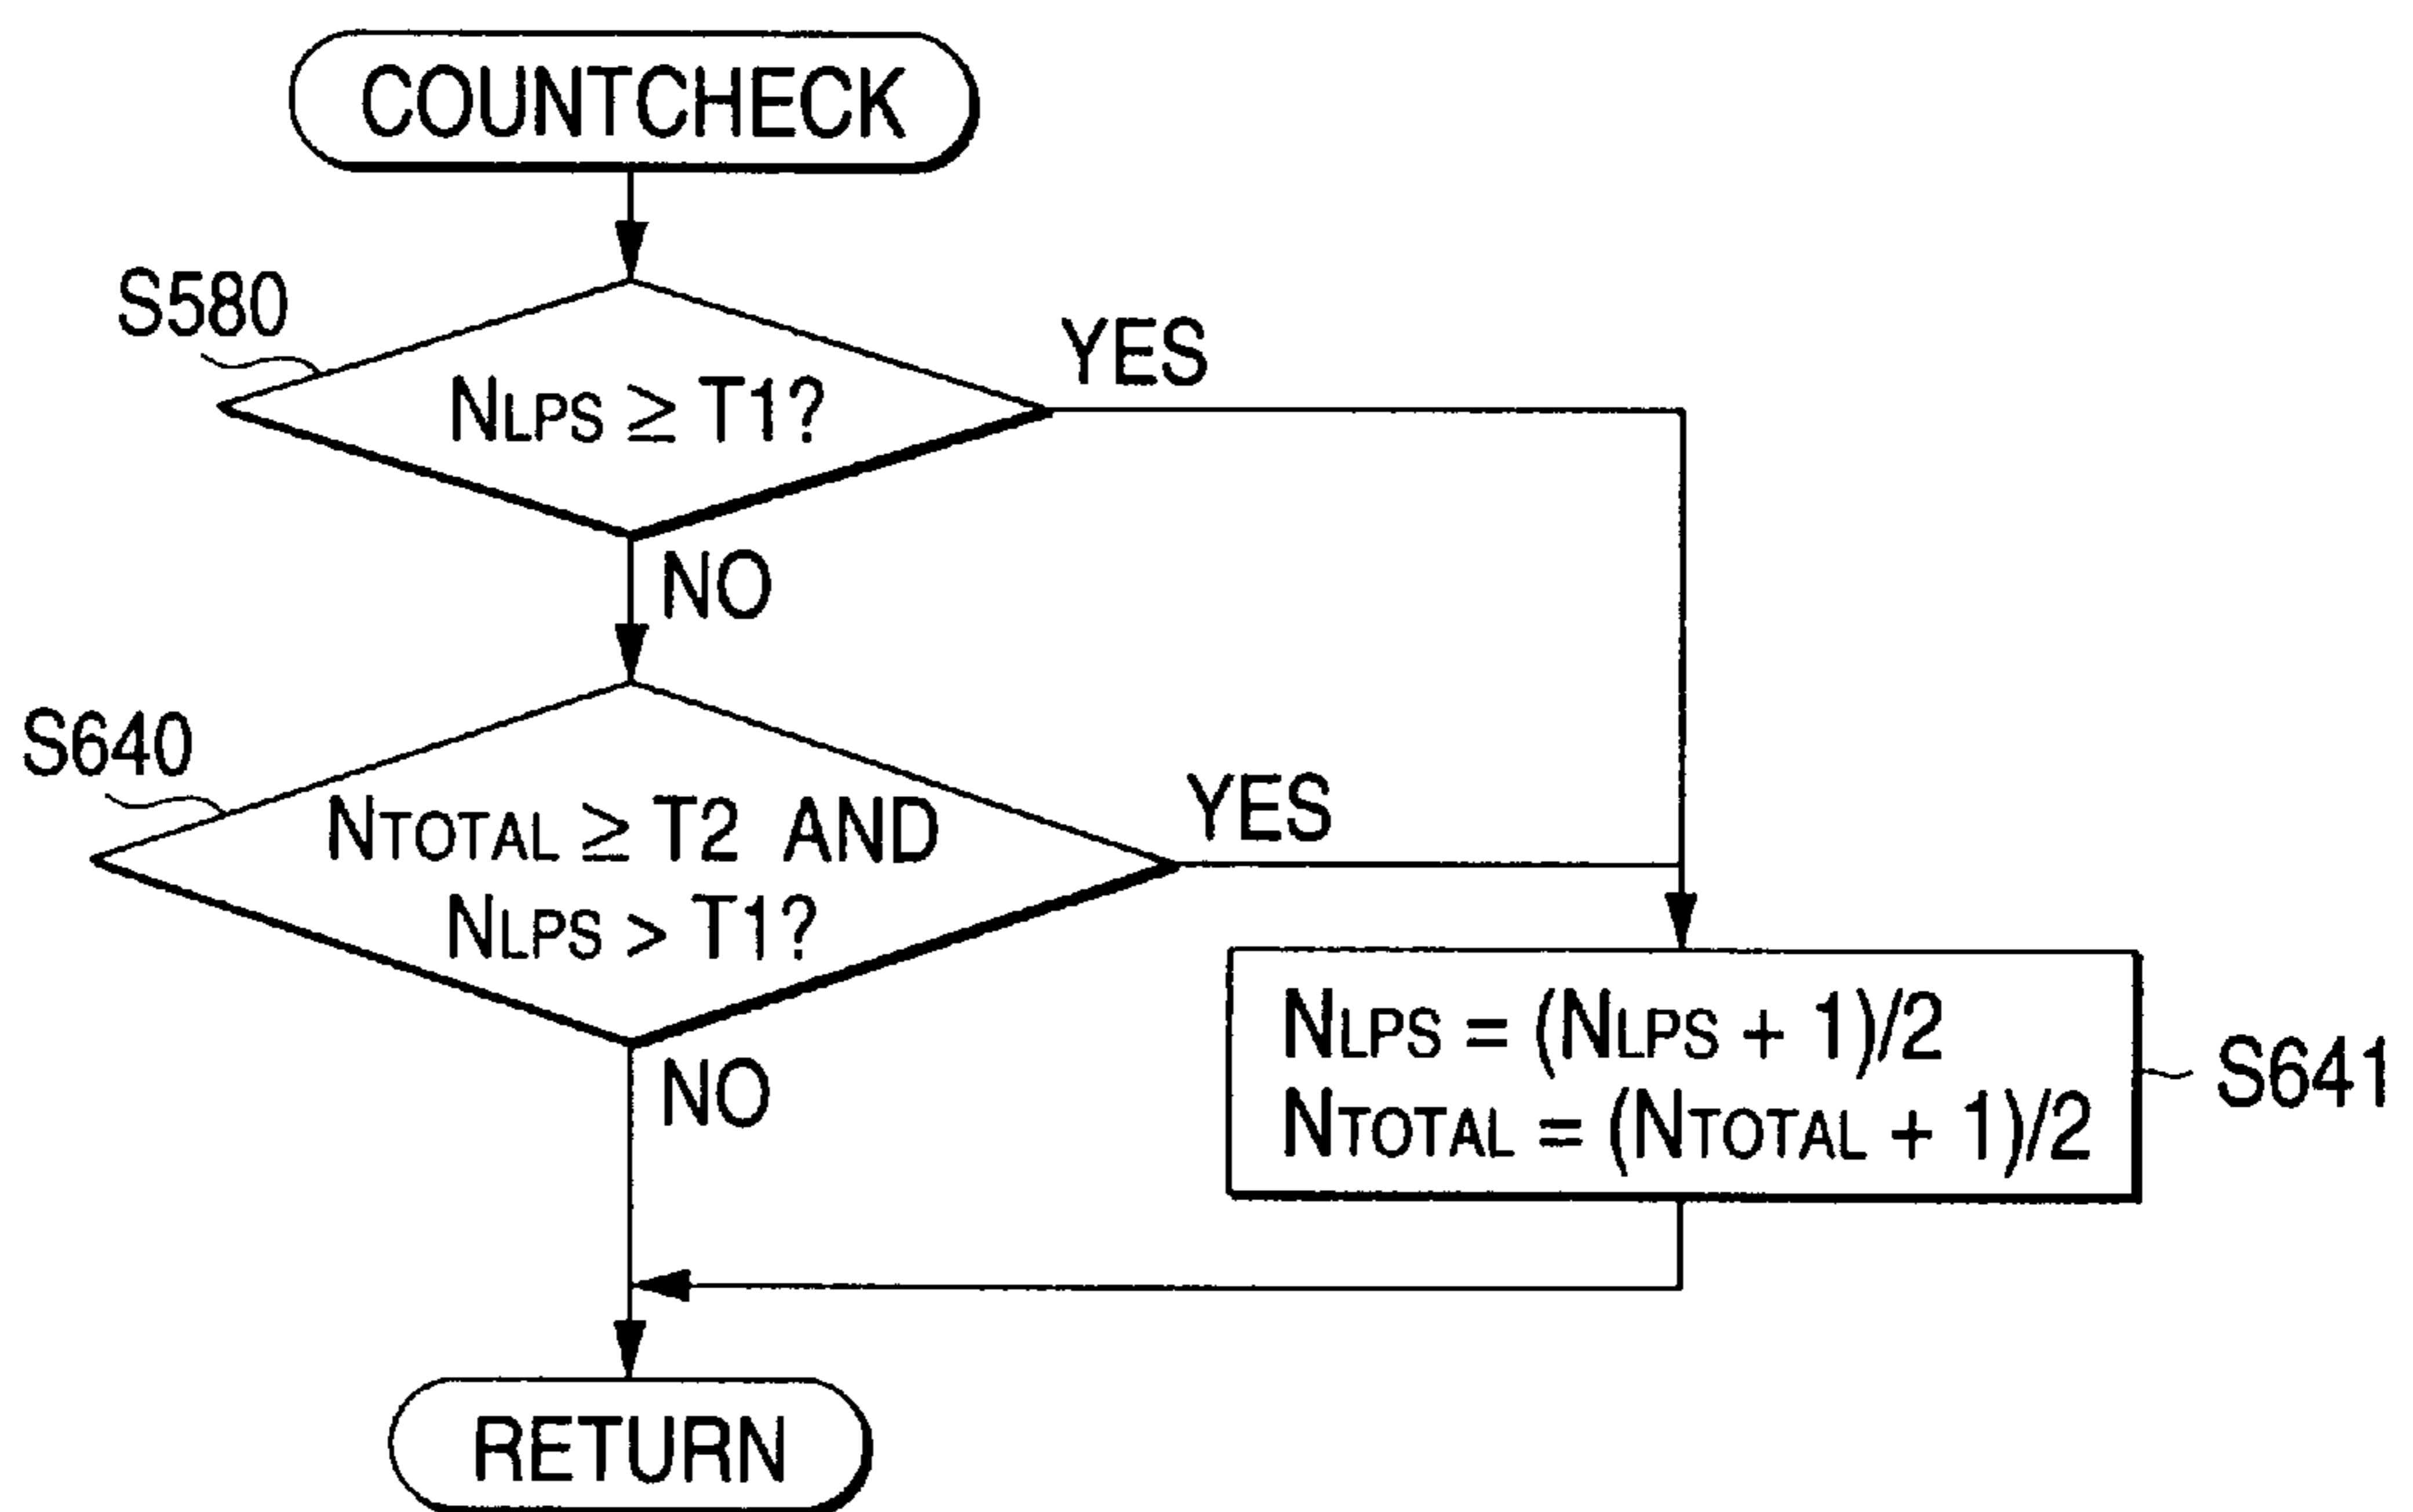 COUNTCHECK
S580
NLPS ≥ T1?
YES
NO
S640
NTOTAL ≥ T2 AND
NLPS > T1?
YES
NO
NLPS = (NLPS + 1)/2
NTOTAL = (NTOTAL + 1)/2
S641
RETURN